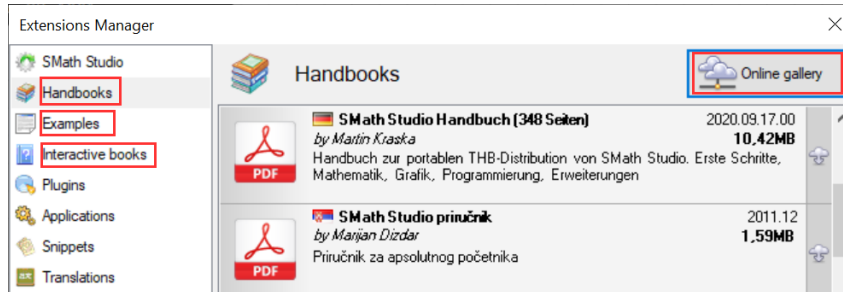 Extensions Manager
SMath Studio
Handbooks
Examples
Interactive books
Plugins
Applications
Snippets
Translations
Handbooks
Online gallery
SMath Studio Handbuch (348 Seiten) 2020.09.17.00
by Martin Kraska 10,42MB
Handbuch zur portablen THB-Distribution von SMath Studio. Erste Schritte,
Mathematik, Grafik, Programmierung, Erweiterungen
PDF
SMath Studio priručnik 2011.12
by Marijan Dizdar 1,59MB
Priručnik za apsolutnog početnika
PDF